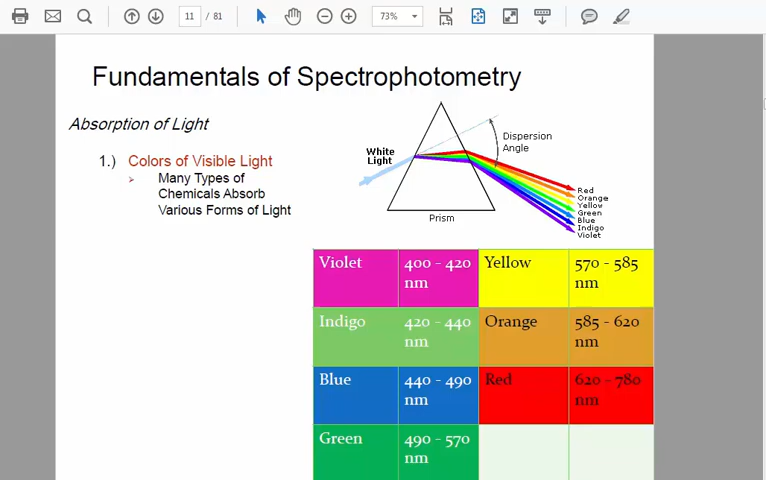 11 / 81
73%
Fundamentals of Spectrophotometry
Absorption of Light
1.) Colors of Visible Light
Many Types of
Chemicals Absorb
Various Forms of Light
White
Light
Dispersion
Angle
Prism
Red
Orange
Yellow
Green
Blue
Indigo
Violet
Violet 400 - 420 nm Yellow 570 - 585 nm
Indigo 420 - 440 nm Orange 585 - 620 nm
Blue 440 - 490 nm Red 620 - 780 nm
Green 490 - 570 nm